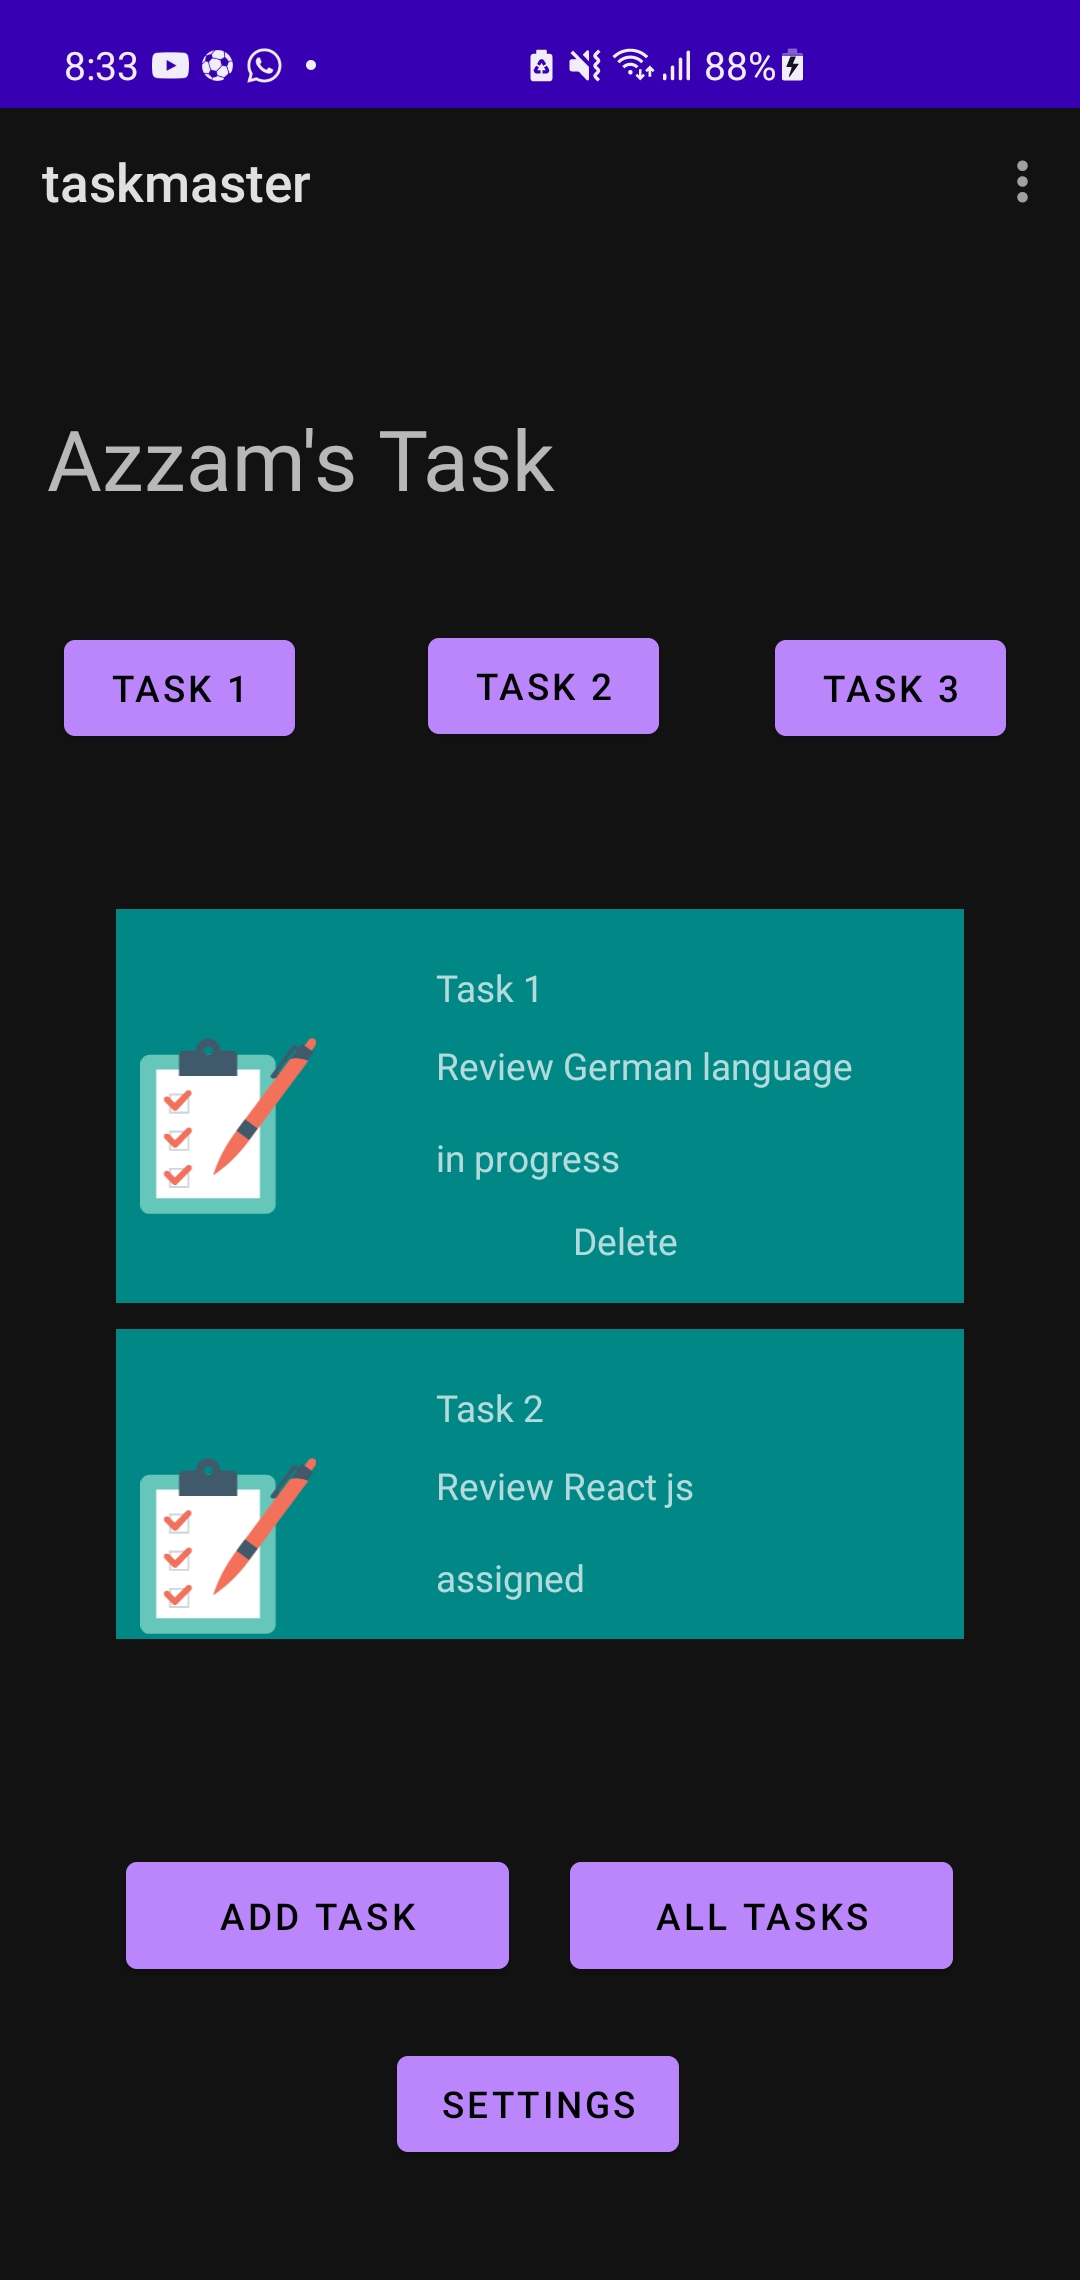 8:33 88%
taskmaster
Azzam's Task
TASK 1 TASK 2 TASK 3
Task 1
Review German language
in progress
Delete
Task 2
Review React js
assigned
ADD TASK ALL TASKS
SETTINGS